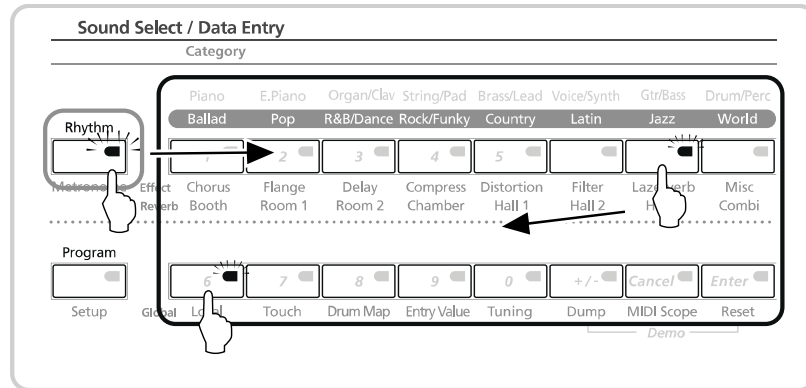 Sound Select / Data Entry
Category
Piano E.Piano Organ/Clav String/Pad Brass/Lead Voice/Synth Gtr/Bass Drum/Perc
Rhythm Ballad Pop R&B/Dance Rock/Funky Country Latin Jazz World
1 2 3 4 5
Metronome Effect Chorus Flange Delay Compress Distortion Filter Misc
Reverb Booth Room 1 Room 2 Chamber Hall 1 Hall 2 Combi
Program
6 7 8 9 0 +/- Cancel Enter
Setup Global Local Touch Drum Map Entry Value Tuning Dump MIDI Scope Reset
Demo